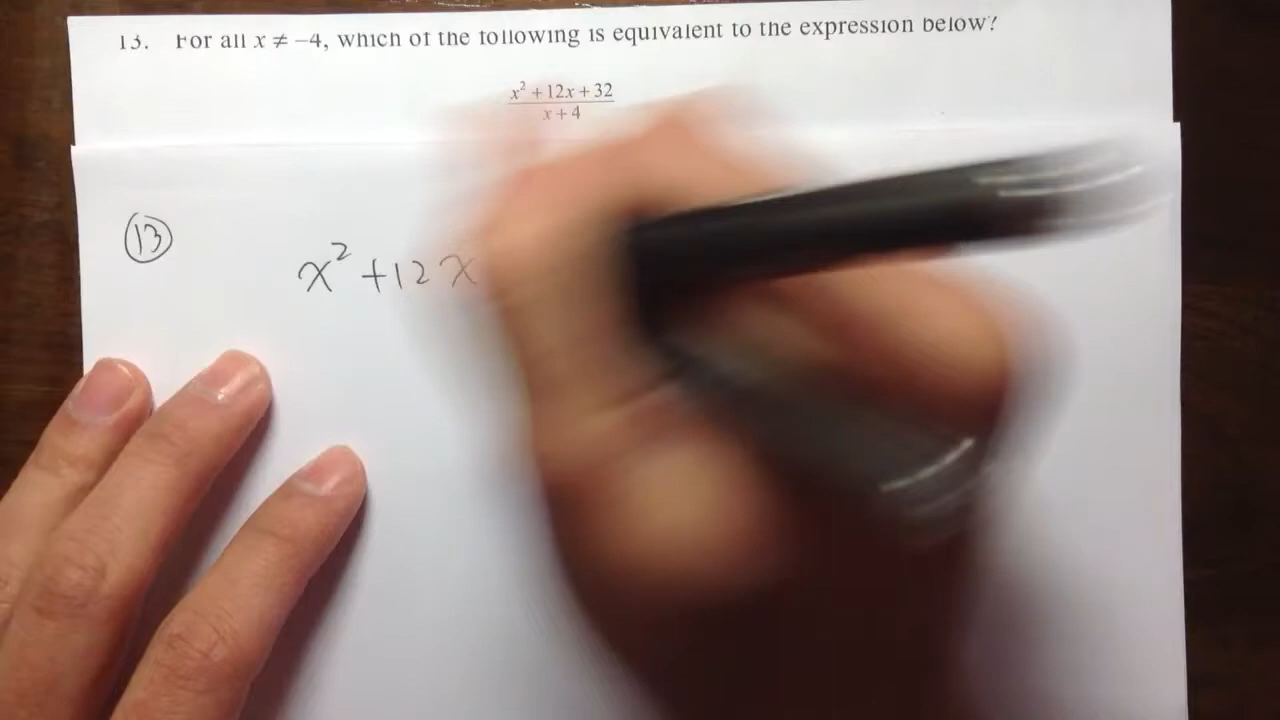 13. For all x ≠ −4, which of the following is equivalent to the expression below?
x² + 12x + 32
x + 4
13
x² + 12x